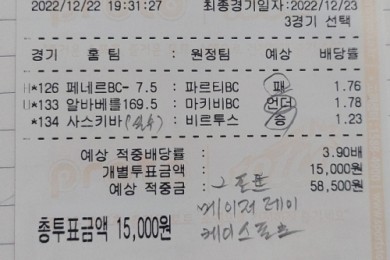 2022/12/22 19:31:27 최종경기일자:2022/12/23
3경기 선택
경기 홈 팀 : 원정팀 예상 배당률
H*126 페네르BC- 7.5 : 파르티BC 패 1.76
U*133 알바베를169.5 : 마키비BC 언더 1.78
*134 사스키바 : 비르투스 승 1.23
예상 적중배당률 : 3.90배
개별투표금액 : 15,000원
예상 적중금 : 58,500원
메이저 레이
총투표금액 15,000원